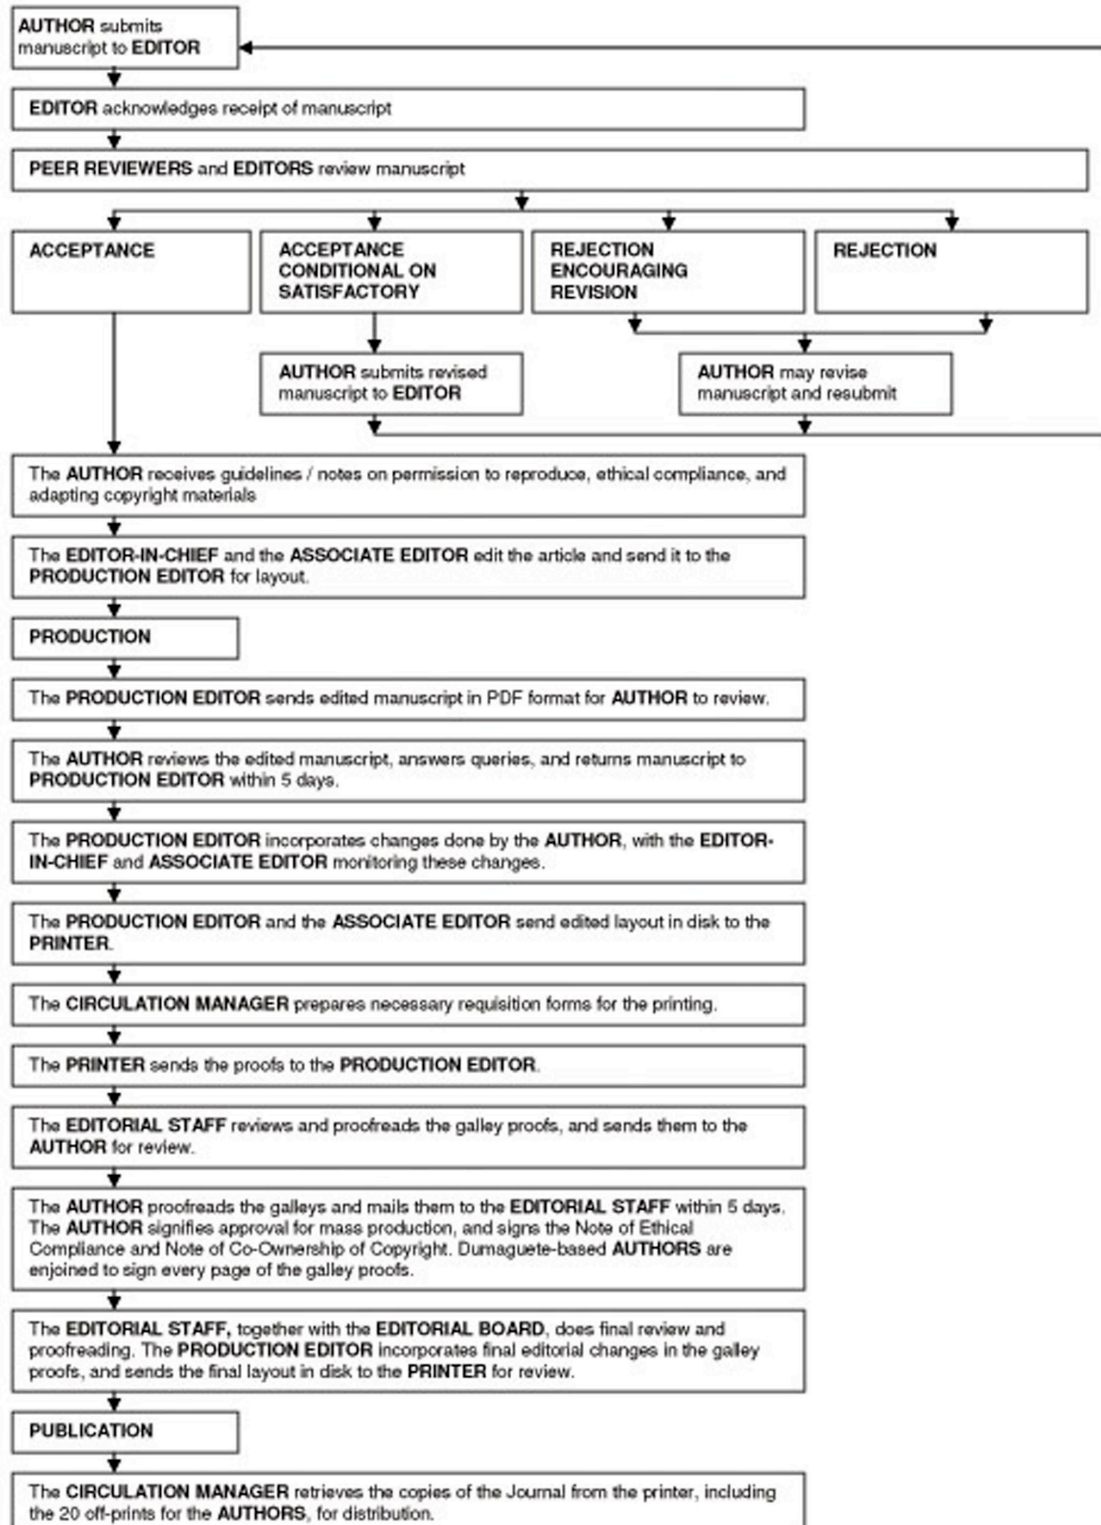 AUTHOR submits
manuscript to EDITOR
EDITOR acknowledges receipt of manuscript
PEER REVIEWERS and EDITORS review manuscript
ACCEPTANCE
ACCEPTANCE
CONDITIONAL ON
SATISFACTORY
REJECTION
ENCOURAGING
REVISION
REJECTION
AUTHOR submits revised
manuscript to EDITOR
AUTHOR may revise
manuscript and resubmit
The AUTHOR receives guidelines / notes on permission to reproduce, ethical compliance, and
adapting copyright materials
The EDITOR-IN-CHIEF and the ASSOCIATE EDITOR edit the article and send it to the
PRODUCTION EDITOR for layout.
PRODUCTION
The PRODUCTION EDITOR sends edited manuscript in PDF format for AUTHOR to review.
The AUTHOR reviews the edited manuscript, answers queries, and returns manuscript to
PRODUCTION EDITOR within 5 days.
The PRODUCTION EDITOR incorporates changes done by the AUTHOR, with the EDITOR-
IN-CHIEF and ASSOCIATE EDITOR monitoring these changes.
The PRODUCTION EDITOR and the ASSOCIATE EDITOR send edited layout in disk to the
PRINTER.
The CIRCULATION MANAGER prepares necessary requisition forms for the printing.
The PRINTER sends the proofs to the PRODUCTION EDITOR.
The EDITORIAL STAFF reviews and proofreads the galley proofs, and sends them to the
AUTHOR for review.
The AUTHOR proofreads the galleys and mails them to the EDITORIAL STAFF within 5 days.
The AUTHOR signifies approval for mass production, and signs the Note of Ethical
Compliance and Note of Co-Ownership of Copyright. Dumaguete-based AUTHORS are
enjoined to sign every page of the galley proofs.
The EDITORIAL STAFF, together with the EDITORIAL BOARD, does final review and
proofreading. The PRODUCTION EDITOR incorporates final editorial changes in the galley
proofs, and sends the final layout in disk to the PRINTER for review.
PUBLICATION
The CIRCULATION MANAGER retrieves the copies of the Journal from the printer, including
the 20 off-prints for the AUTHORS, for distribution.